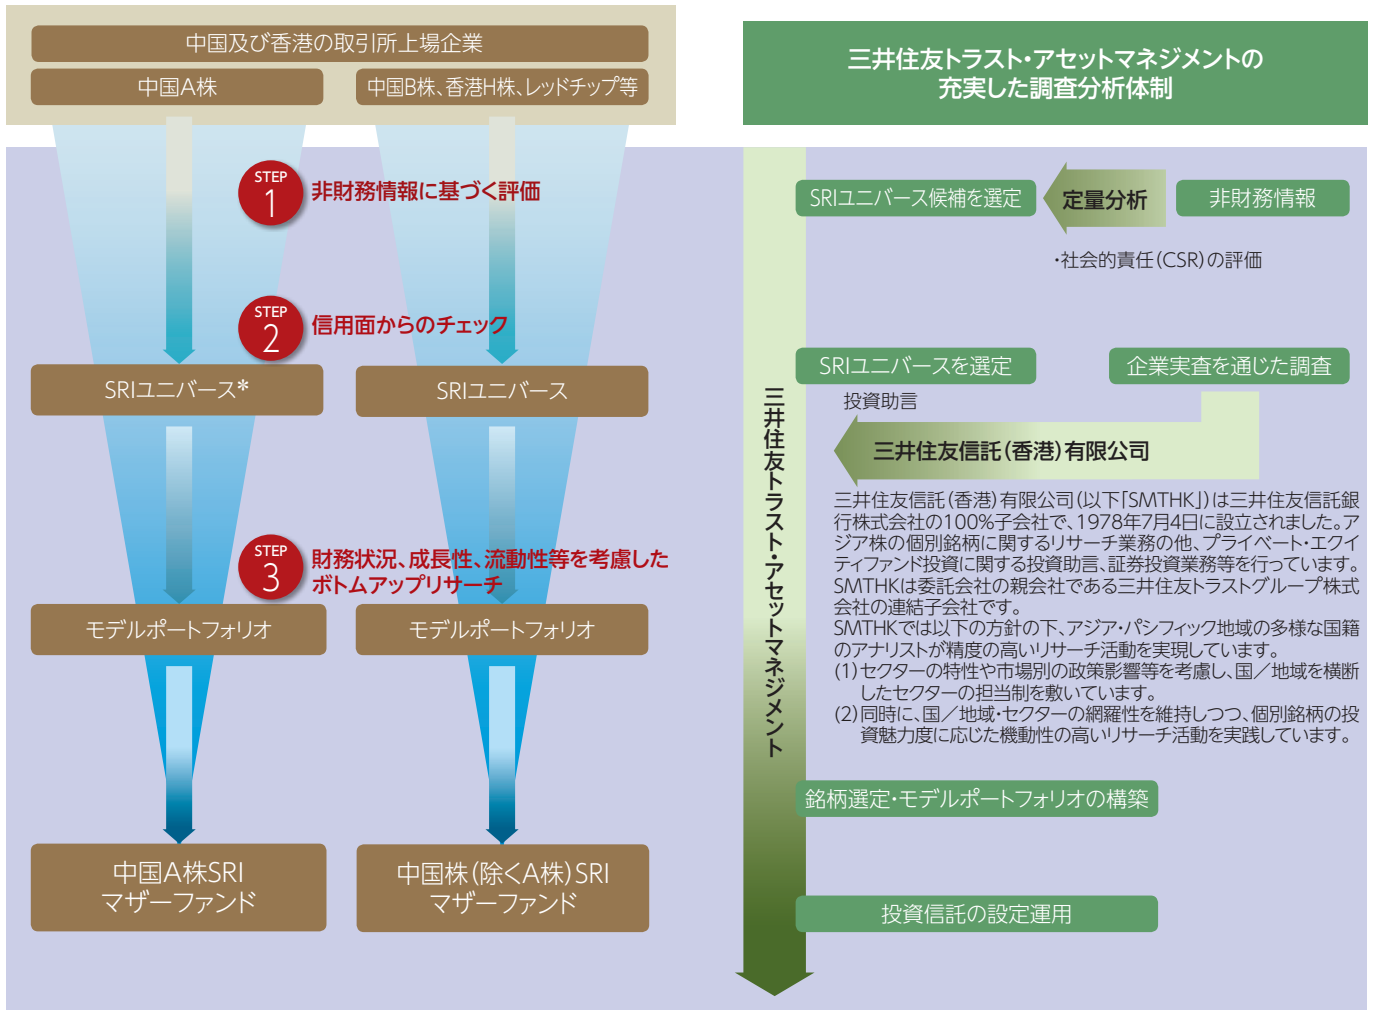 中国及び香港の取引所上場企業
中国A株
中国B株、香港H株、レッドチップ等
STEP
1
非財務情報に基づく評価
STEP
2
信用面からのチェック
SRIユニバース*
SRIユニバース
STEP
3
財務状況、成長性、流動性等を考慮した
ボトムアップリサーチ
モデルポートフォリオ
モデルポートフォリオ
中国A株SRI
マザーファンド
中国株(除くA株)SRI
マザーファンド
三井住友トラスト・アセットマネジメントの
充実した調査分析体制
三井住友トラスト・アセットマネジメント
SRIユニバース候補を選定
定量分析
非財務情報
・社会的責任(CSR)の評価
SRIユニバースを選定
企業実査を通じた調査
投資助言
三井住友信託(香港)有限公司
三井住友信託(香港)有限公司(以下「SMTHK」)は三井住友信託銀
行株式会社の100%子会社で、1978年7月4日に設立されました。ア
ジア株の個別銘柄に関するリサーチ業務の他、プライベート・エクイ
ティファンド投資に関する投資助言、証券投資業務等を行っています。
SMTHKは委託会社の親会社である三井住友トラストグループ株式
会社の連結子会社です。
SMTHKでは以下の方針の下、アジア・パシフィック地域の多様な国籍
のアナリストが精度の高いリサーチ活動を実現しています。
(1)セクターの特性や市場別の政策影響等を考慮し、国／地域を横断
したセクターの担当制を敷いています。
(2)同時に、国／地域・セクターの網羅性を維持しつつ、個別銘柄の投
資魅力度に応じた機動性の高いリサーチ活動を実践しています。
銘柄選定・モデルポートフォリオの構築
投資信託の設定運用